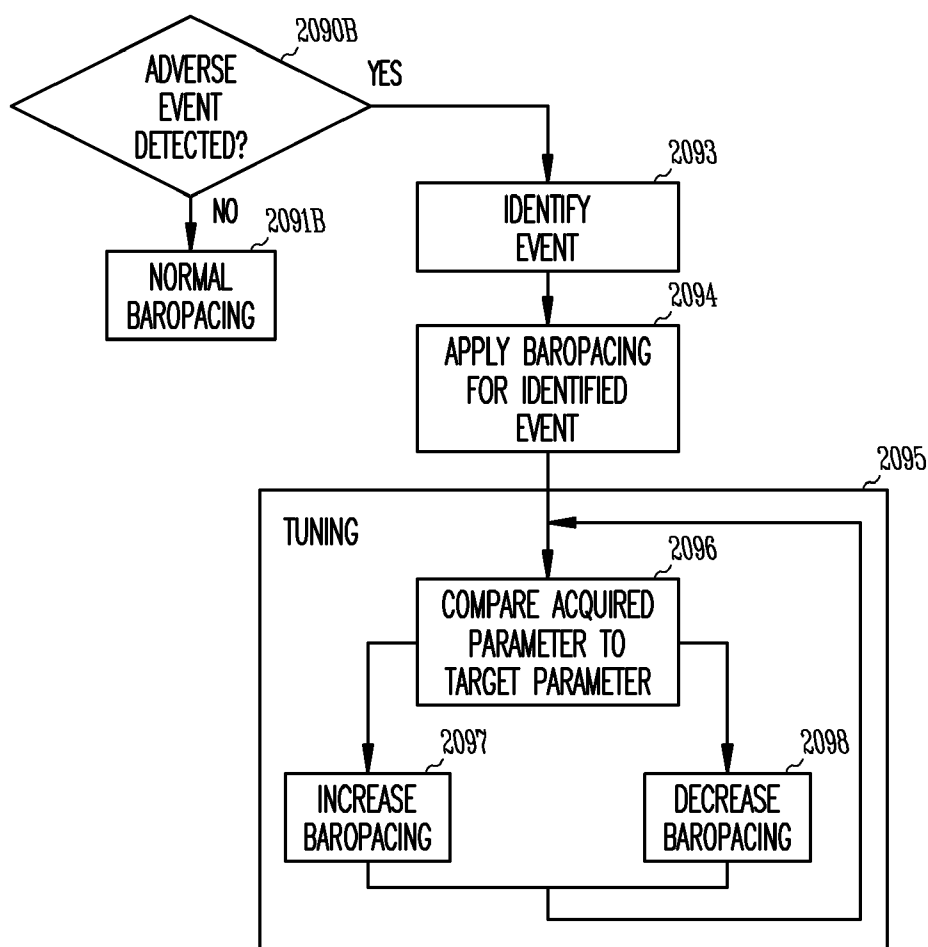 2090B
ADVERSE
EVENT
DETECTED?
YES
NO
2091B
NORMAL
BAROPACING
2093
IDENTIFY
EVENT
2094
APPLY BAROPACING
FOR IDENTIFIED
EVENT
2095
TUNING
2096
COMPARE ACQUIRED
PARAMETER TO
TARGET PARAMETER
2097
INCREASE
BAROPACING
2098
DECREASE
BAROPACING